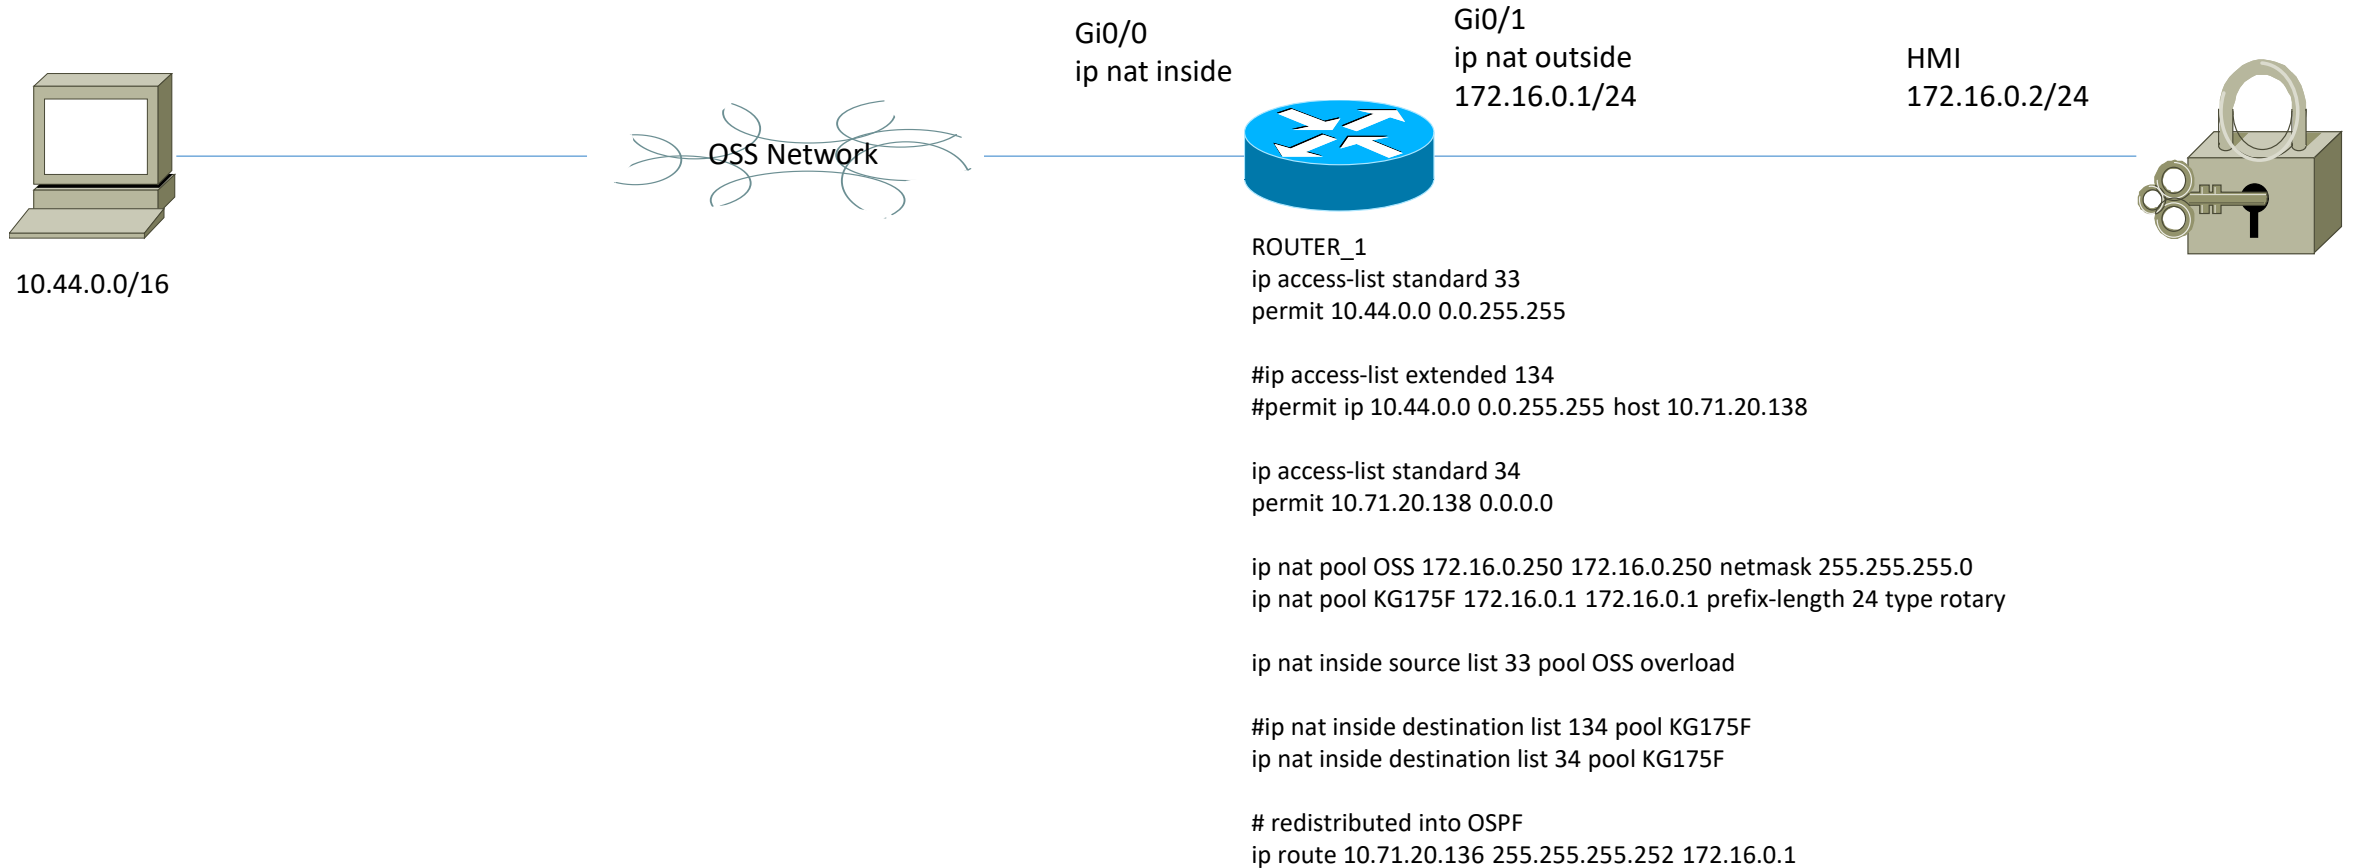 Gi0/0
ip nat inside
Gi0/1
ip nat outside
172.16.0.1/24
HMI
172.16.0.2/24
OSS Network
10.44.0.0/16
ROUTER_1
ip access-list standard 33
permit 10.44.0.0 0.0.255.255
#ip access-list extended 134
#permit ip 10.44.0.0 0.0.255.255 host 10.71.20.138
ip access-list standard 34
permit 10.71.20.138 0.0.0.0
ip nat pool OSS 172.16.0.250 172.16.0.250 netmask 255.255.255.0
ip nat pool KG175F 172.16.0.1 172.16.0.1 prefix-length 24 type rotary
ip nat inside source list 33 pool OSS overload
#ip nat inside destination list 134 pool KG175F
ip nat inside destination list 34 pool KG175F
# redistributed into OSPF
ip route 10.71.20.136 255.255.255.252 172.16.0.1